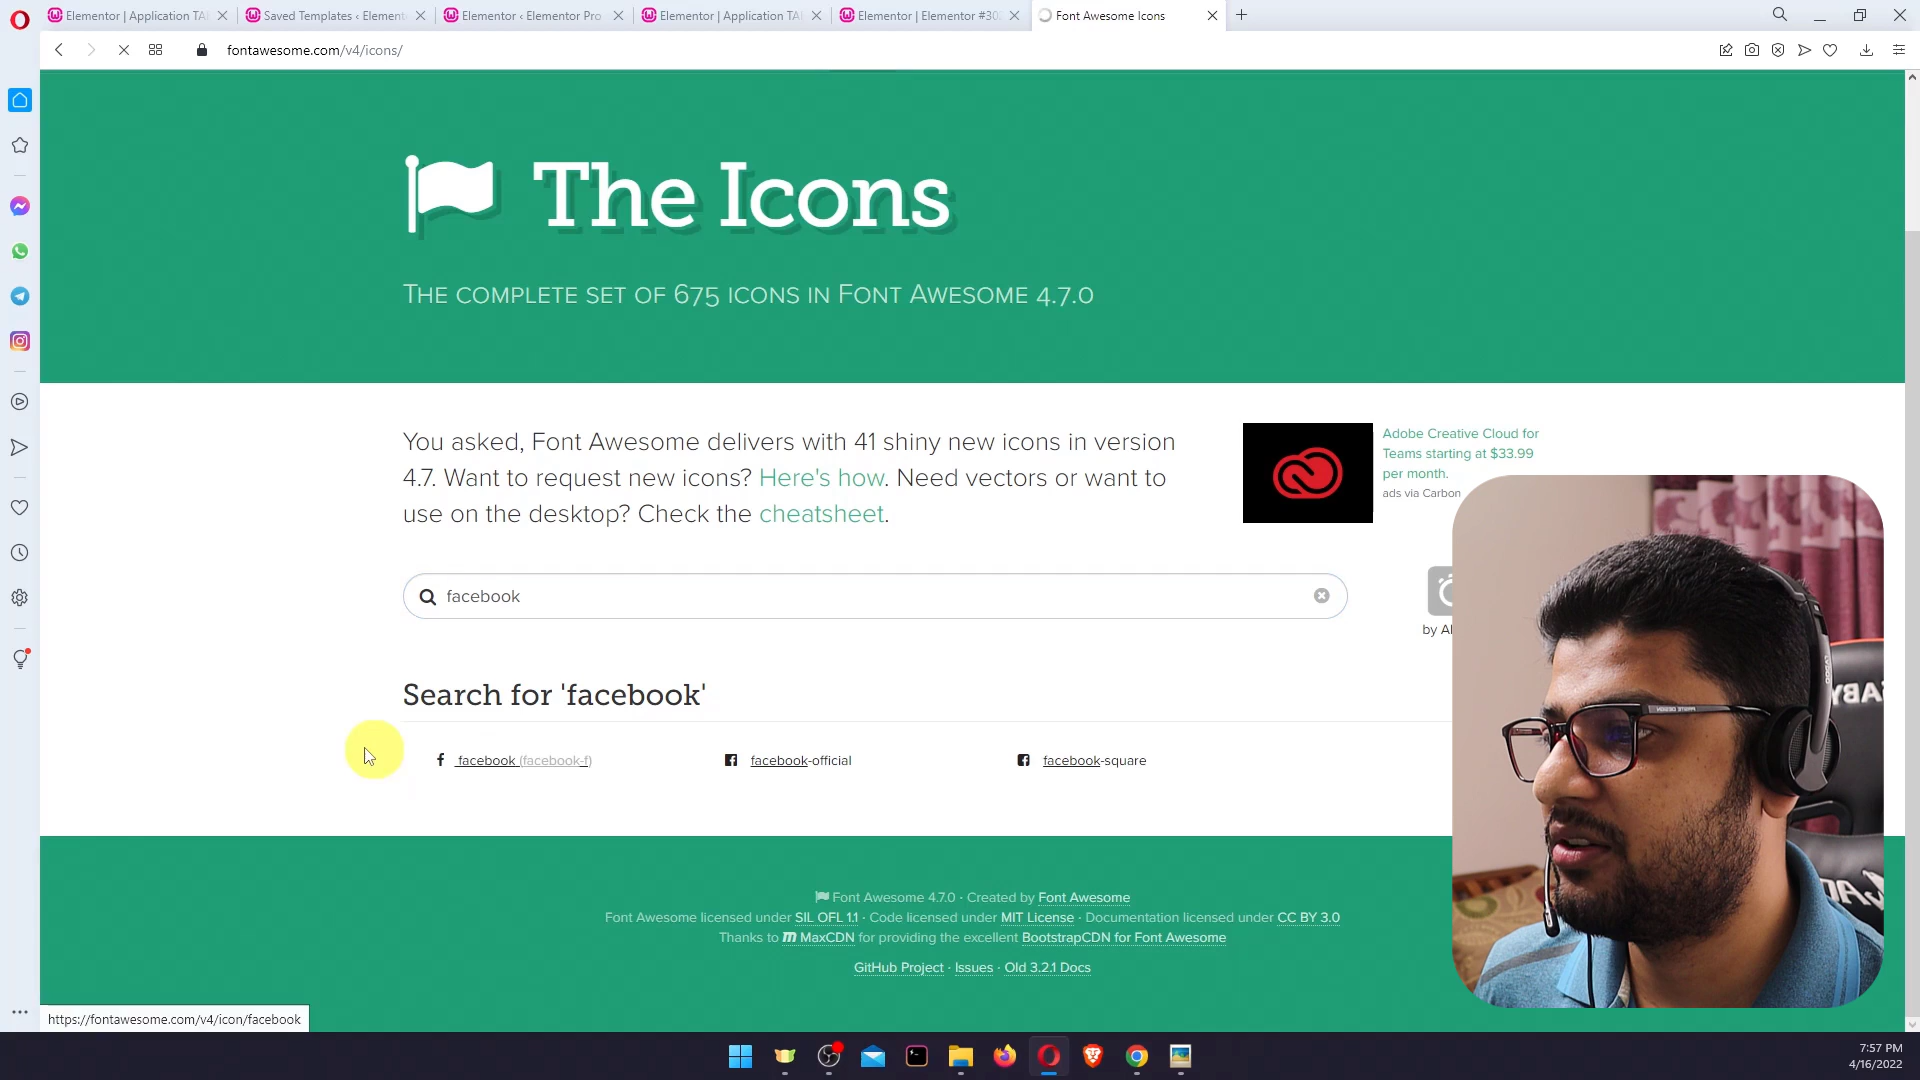 Elementor | Application TA
Saved Templates ‹ Element
Elementor ‹ Elementor Pro
Elementor | Application TA
Elementor | Elementor #302
Font Awesome Icons
fontawesome.com/v4/icons/
The Icons
The complete set of 675 icons in Font Awesome 4.7.0
You asked, Font Awesome delivers with 41 shiny new icons in version
4.7. Want to request new icons? Here's how. Need vectors or want to
use on the desktop? Check the cheatsheet.
Adobe Creative Cloud for
Teams starting at $33.99
per month.
ads via Carbon
facebook
by Al
Search for 'facebook'
facebook (facebook-f)
facebook-official
facebook-square
Font Awesome 4.7.0 · Created by Font Awesome
Font Awesome licensed under SIL OFL 1.1 · Code licensed under MIT License · Documentation licensed under CC BY 3.0
Thanks to MaxCDN for providing the excellent BootstrapCDN for Font Awesome
GitHub Project · Issues · Old 3.2.1 Docs
https://fontawesome.com/v4/icon/facebook
7:57 PM
4/16/2022